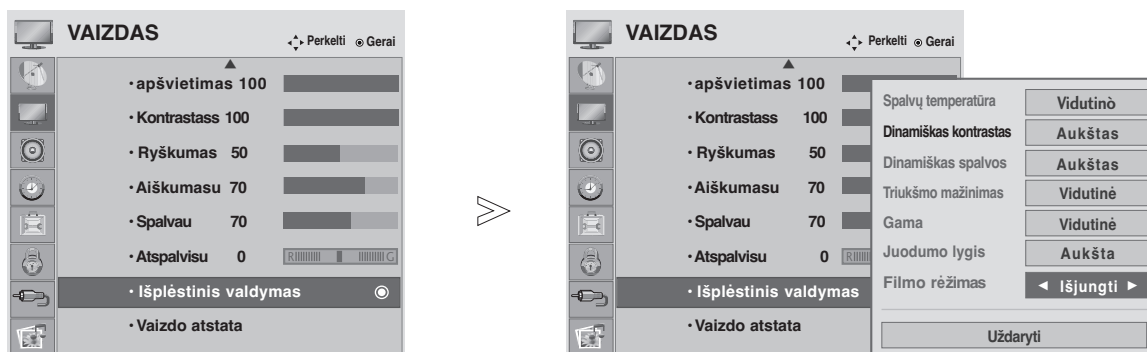 VAIZDAS
Perkelti Gerai
apšvietimas 100
Kontrastass 100
Ryškumas 50
Aiškumasu 70
Spalvau 70
Atspalvisu 0 R G
Išplėstinis valdymas
Vaizdo atstata
>
VAIZDAS
Perkelti Gerai
apšvietimas 100
Kontrastass 100
Ryškumas 50
Aiškumasu 70
Spalvau 70
Atspalvisu 0 R
Išplėstinis valdymas
Vaizdo atstata
Spalvų temperatūra Vidutinò
Dinamiškas kontrastas Aukštas
Dinamiškas spalvos Aukštas
Triukšmo mažinimas Vidutinė
Gama Vidutinė
Juodumo lygis Aukšta
Filmo rėžimas ◄ Išjungti ►
Uždaryti